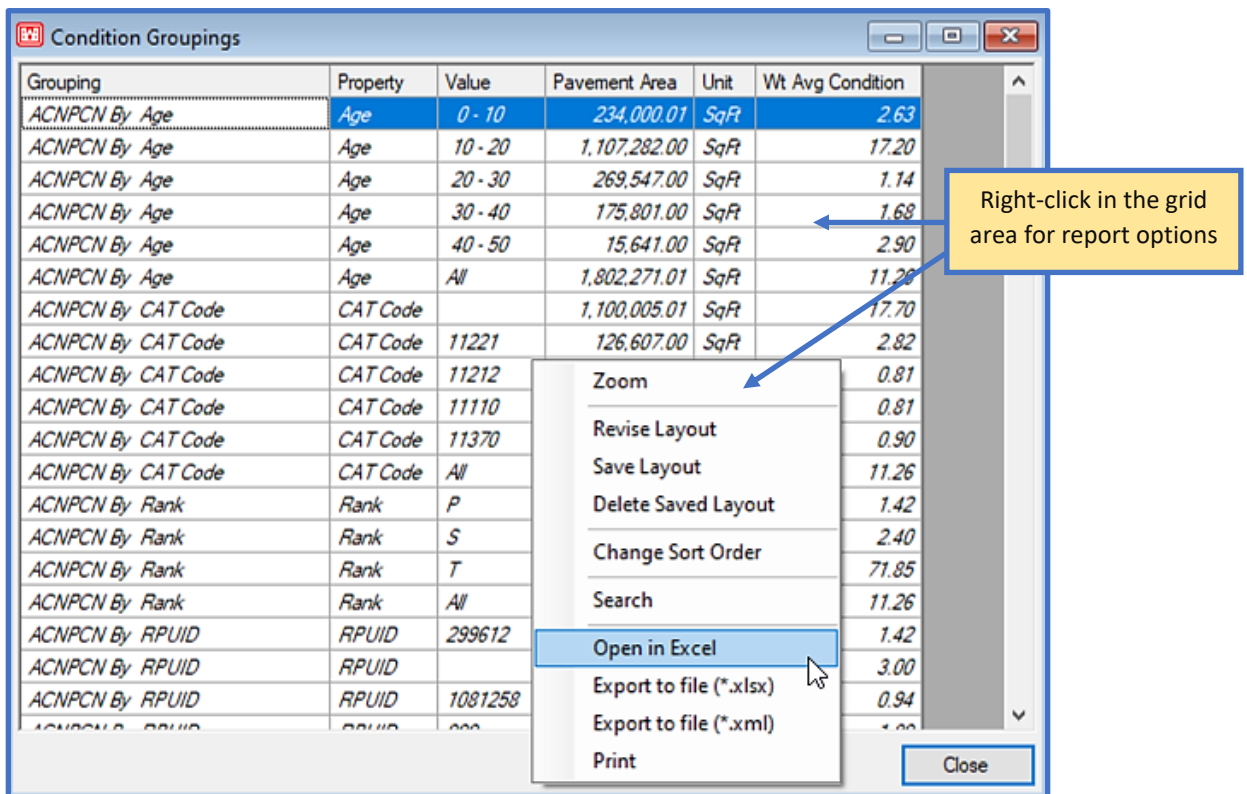 Condition Groupings
Grouping Property Value Pavement Area Unit Wt Avg Condition
ACNPCN By Age Age 0 - 10 234,000.01 SqFt 2.63
ACNPCN By Age Age 10 - 20 1,107,282.00 SqFt 17.20
ACNPCN By Age Age 20 - 30 269,547.00 SqFt 1.14
ACNPCN By Age Age 30 - 40 175,801.00 SqFt 1.68
ACNPCN By Age Age 40 - 50 15,641.00 SqFt 2.90
ACNPCN By Age Age All 1,802,271.01 SqFt 11.26
Right-click in the grid
area for report options
ACNPCN By CAT Code CAT Code 1,100,005.01 SqFt 17.70
ACNPCN By CAT Code CAT Code 11221 126,607.00 SqFt 2.82
ACNPCN By CAT Code CAT Code 11212 0.81
ACNPCN By CAT Code CAT Code 11110 0.81
ACNPCN By CAT Code CAT Code 11370 0.90
ACNPCN By CAT Code CAT Code All 11.26
ACNPCN By Rank Rank P 1.42
ACNPCN By Rank Rank S 2.40
ACNPCN By Rank Rank T 71.85
ACNPCN By Rank Rank All 11.26
ACNPCN By RPUID RPUID 299612 1.42
ACNPCN By RPUID RPUID 3.00
ACNPCN By RPUID RPUID 1081258 0.94
Zoom
Revise Layout
Save Layout
Delete Saved Layout
Change Sort Order
Search
Open in Excel
Export to file (*.xlsx)
Export to file (*.xml)
Print
Close